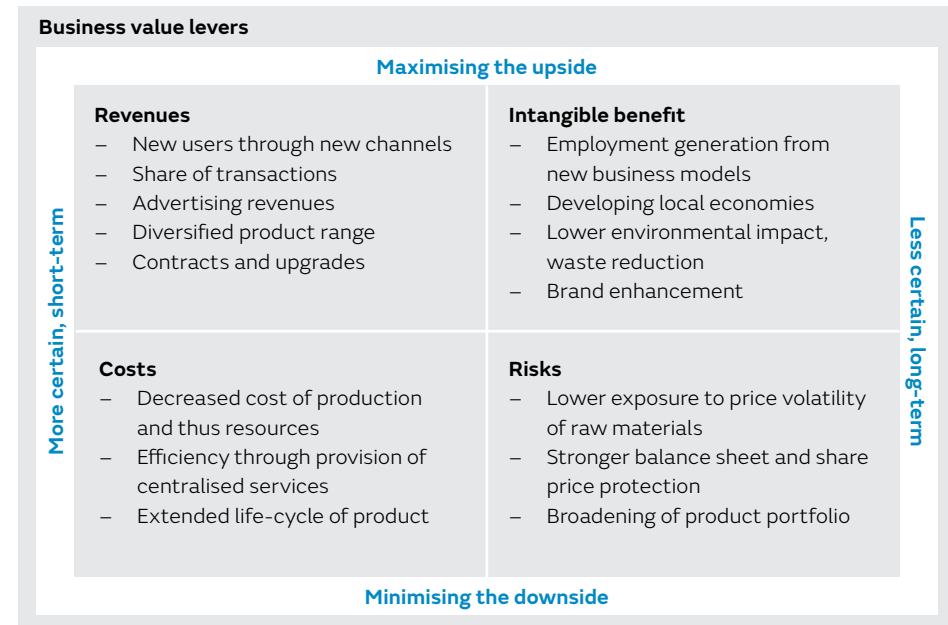 Business value levers
Maximising the upside
More certain, short-term
Revenues
– New users through new channels
– Share of transactions
– Advertising revenues
– Diversified product range
– Contracts and upgrades
Intangible benefit
– Employment generation from
new business models
– Developing local economies
– Lower environmental impact,
waste reduction
– Brand enhancement
Less certain, long-term
Costs
– Decreased cost of production
and thus resources
– Efficiency through provision of
centralised services
– Extended life-cycle of product
Risks
– Lower exposure to price volatility
of raw materials
– Stronger balance sheet and share
price protection
– Broadening of product portfolio
Minimising the downside